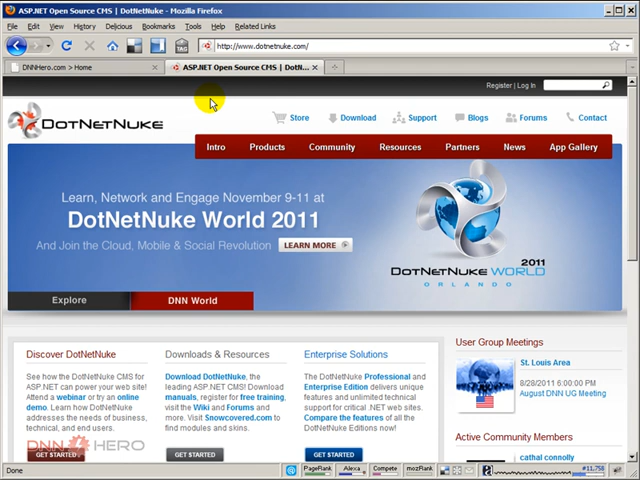 ASP.NET Open Source CMS | DotNetNuke - Mozilla Firefox
File Edit View History Delicious Bookmarks Tools Help Related Links
TAG
http://www.dotnetnuke.com/
DNNHero.com > Home
ASP.NET Open Source CMS | DotN...
Register | Log In
DOTNETNUKE
Store
Download
Support
Blogs
Forums
Contact
Intro
Products
Community
Resources
Partners
News
App Gallery
Learn, Network and Engage November 9-11 at
DotNetNuke World 2011
And Join the Cloud, Mobile & Social Revolution
LEARN MORE
2011
DOTNETNUKE WORLD
ORLANDO
Explore
DNN World
Discover DotNetNuke
See how the DotNetNuke CMS for
ASP.NET can power your web site!
Attend a webinar or try an online
demo. Learn how DotNetNuke
addresses the needs of business,
technical, and end users.
GET STARTED
Downloads & Resources
Download DotNetNuke, the
leading ASP.NET CMS! Download
manuals, register for free training,
visit the Wiki and Forums and
more. Visit Snowcovered.com to
find modules and skins.
GET STARTED
Enterprise Solutions
The DotNetNuke Professional and
Enterprise Edition delivers unique
features and unlimited technical
support for critical .NET web sites.
Compare the features of all the
DotNetNuke Editions now!
GET STARTED
User Group Meetings
St. Louis Area
8/28/2011 6:00:00 PM
August DNN UG Meeting
Active Community Members
cathal connolly
DNN HERO
Done
PageRank
Alexa
Compete
mozRank
#11,758